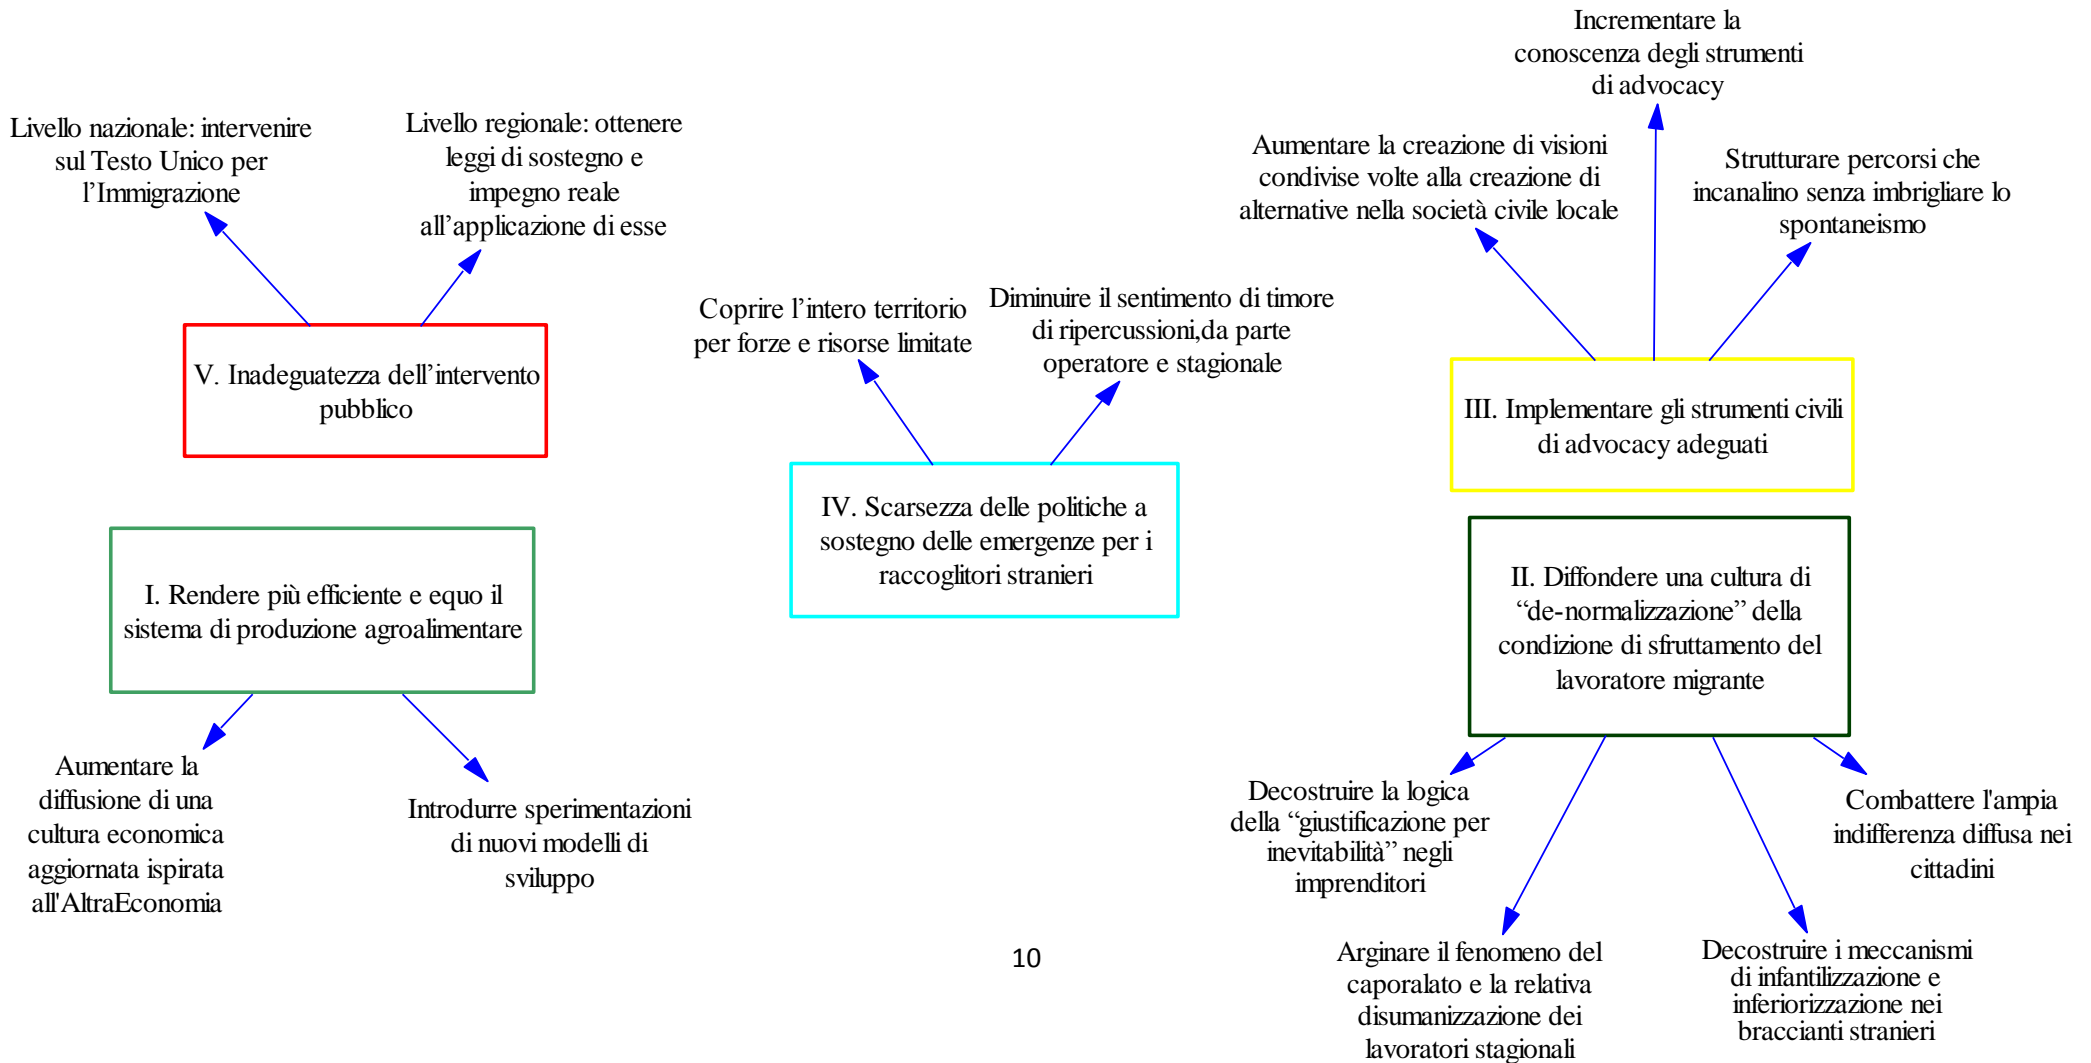 Incrementare la
conoscenza degli strumenti
di advocacy
Livello nazionale: intervenire
sul Testo Unico per
l’Immigrazione
Livello regionale: ottenere
leggi di sostegno e
impegno reale
all’applicazione di esse
Aumentare la creazione di visioni
condivise volte alla creazione di
alternative nella società civile locale
Strutturare percorsi che
incanalino senza imbrigliare lo
spontaneismo
Coprire l’intero territorio
per forze e risorse limitate
Diminuire il sentimento di timore
di ripercussioni,da parte
operatore e stagionale
V. Inadeguatezza dell’intervento
pubblico
III. Implementare gli strumenti civili
di advocacy adeguati
IV. Scarsezza delle politiche a
sostegno delle emergenze per i
raccoglitori stranieri
I. Rendere più efficiente e equo il
sistema di produzione agroalimentare
II. Diffondere una cultura di
“de-normalizzazione” della
condizione di sfruttamento del
lavoratore migrante
Aumentare la
diffusione di una
cultura economica
aggiornata ispirata
all'AltraEconomia
Introdurre sperimentazioni
di nuovi modelli di
sviluppo
Decostruire la logica
della “giustificazione per
inevitabilità” negli
imprenditori
Combattere l'ampia
indifferenza diffusa nei
cittadini
Arginare il fenomeno del
caporalato e la relativa
disumanizzazione dei
lavoratori stagionali
Decostruire i meccanismi
di infantilizzazione e
inferiorizzazione nei
braccianti stranieri
10